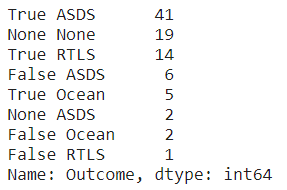 True ASDS 41
None None 19
True RTLS 14
False ASDS 6
True Ocean 5
None ASDS 2
False Ocean 2
False RTLS 1
Name: Outcome, dtype: int64